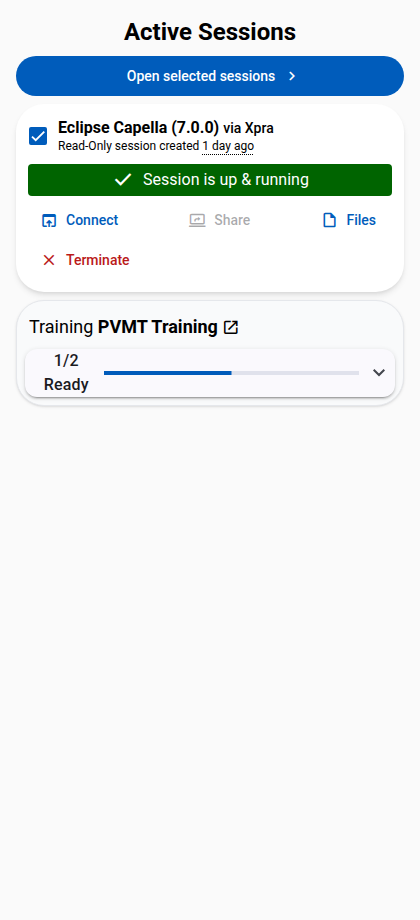 Active Sessions
Open selected sessions
Eclipse Capella (7.0.0) via Xpra
Read-Only session created 1 day ago
Session is up & running
Connect Share Files
Terminate
Training PVMT Training
1/2
Ready